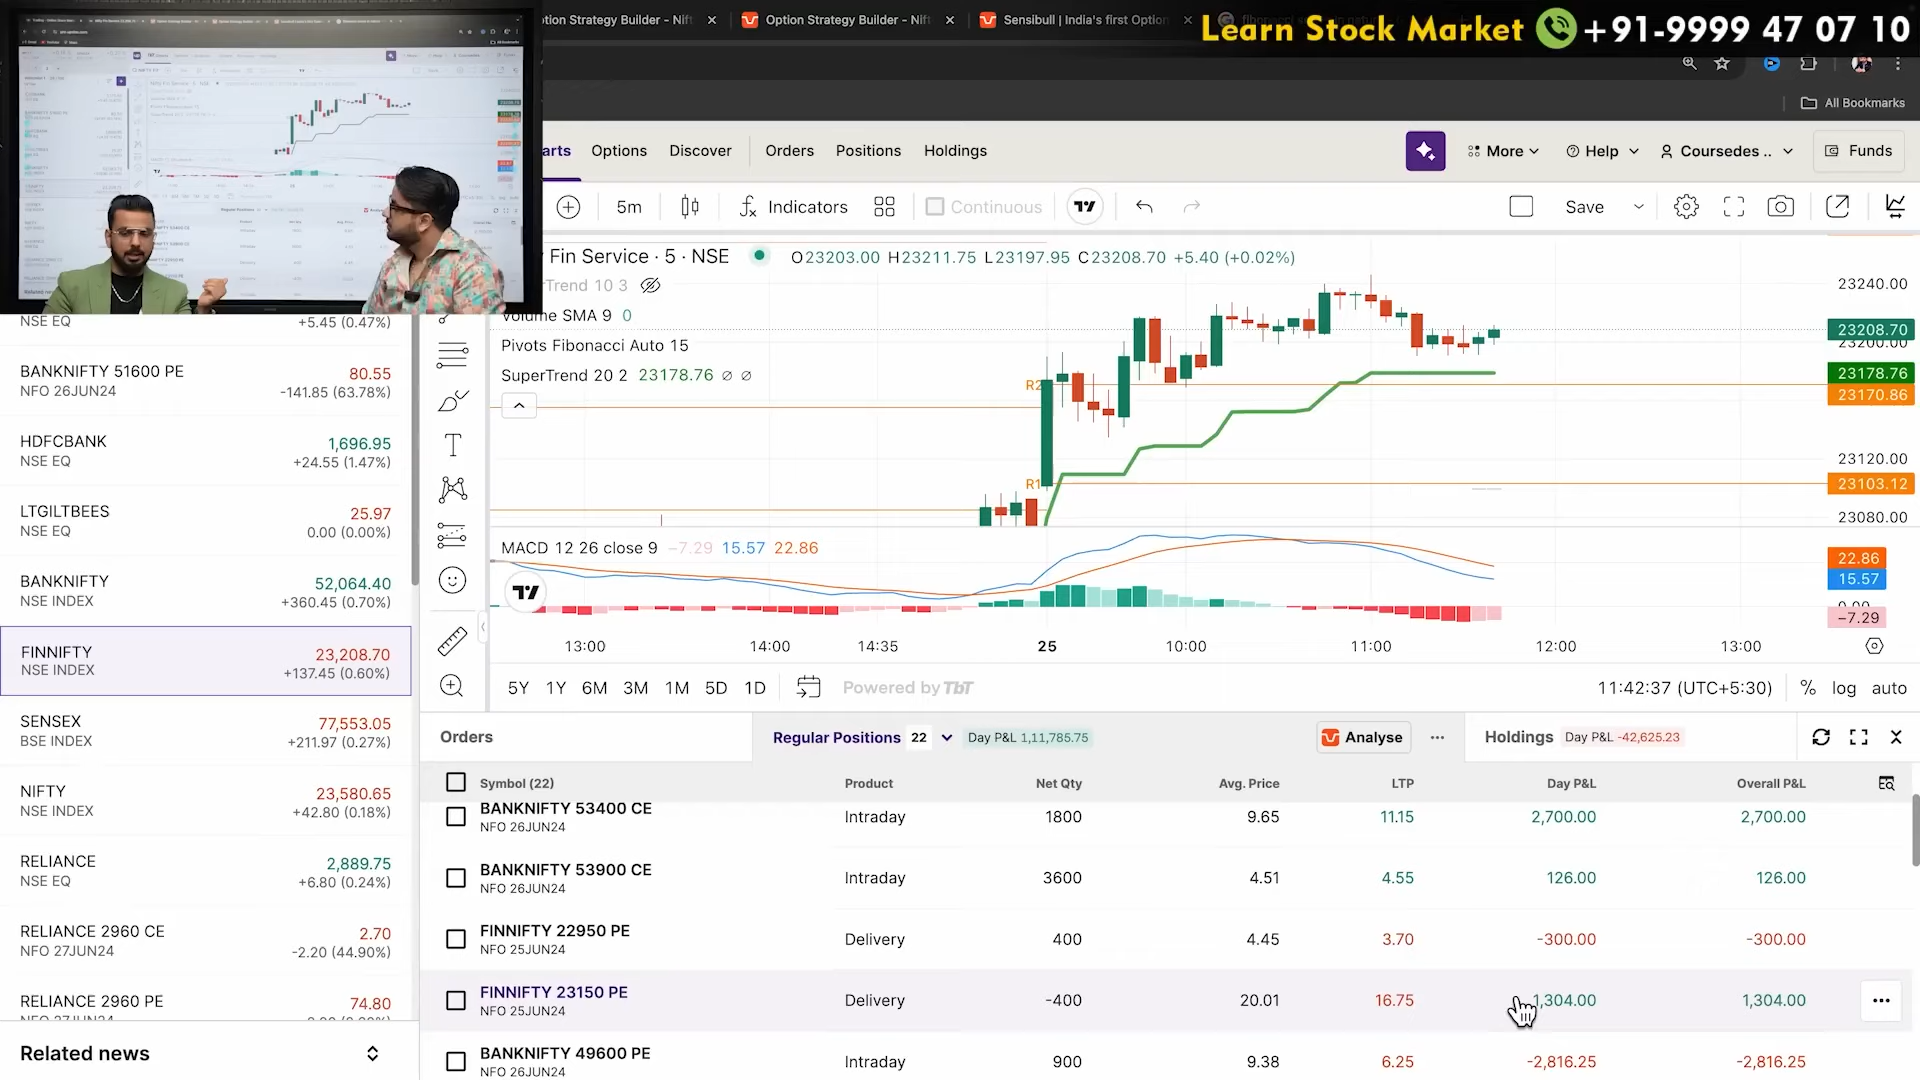 Option Strategy Builder - Nift
Option Strategy Builder - Nift
Sensibull | India's first Option
Learn Stock Market +91-9999 47 07 10
All Bookmarks
arts
Options
Discover
Orders
Positions
Holdings
More
Help
Coursedes ..
Funds
5m
Indicators
Continuous
Save
Fin Service · 5 · NSE
O23203.00 H23211.75 L23197.95 C23208.70 +5.40 (+0.02%)
Trend 10 3
Volume SMA 9 0
Pivots Fibonacci Auto 15
SuperTrend 20 2 23178.76 ∅ ∅
R2
R1
23240.00
23208.70
23200.00
23178.76
23170.86
23120.00
23103.12
23080.00
MACD 12 26 close 9 −7.29 15.57 22.86
22.86
15.57
0.00
−7.29
13:00
14:00
14:35
25
10:00
11:00
12:00
13:00
5Y 1Y 6M 3M 1M 5D 1D
Powered by TbT
11:42:37 (UTC+5:30)
% log auto
NSE EQ
+5.45 (0.47%)
BANKNIFTY 51600 PE
80.55
NFO 26JUN24
-141.85 (63.78%)
HDFCBANK
1,696.95
NSE EQ
+24.55 (1.47%)
LTGILTBEES
25.97
NSE EQ
0.00 (0.00%)
BANKNIFTY
52,064.40
NSE INDEX
+360.45 (0.70%)
FINNIFTY
23,208.70
NSE INDEX
+137.45 (0.60%)
SENSEX
77,553.05
BSE INDEX
+211.97 (0.27%)
NIFTY
23,580.65
NSE INDEX
+42.80 (0.18%)
RELIANCE
2,889.75
NSE EQ
+6.80 (0.24%)
RELIANCE 2960 CE
2.70
NFO 27JUN24
-2.20 (44.90%)
RELIANCE 2960 PE
74.80
NFO 27JUN24
Related news
Orders
Regular Positions 22
Day P&L 1,11,785.75
Analyse
Holdings
Day P&L -42,625.23
Symbol (22)
Product
Net Qty
Avg. Price
LTP
Day P&L
Overall P&L
BANKNIFTY 53400 CE
NFO 26JUN24
Intraday
1800
9.65
11.15
2,700.00
2,700.00
BANKNIFTY 53900 CE
NFO 26JUN24
Intraday
3600
4.51
4.55
126.00
126.00
FINNIFTY 22950 PE
NFO 25JUN24
Delivery
400
4.45
3.70
-300.00
-300.00
FINNIFTY 23150 PE
NFO 25JUN24
Delivery
-400
20.01
16.75
1,304.00
1,304.00
BANKNIFTY 49600 PE
NFO 26JUN24
Intraday
900
9.38
6.25
-2,816.25
-2,816.25